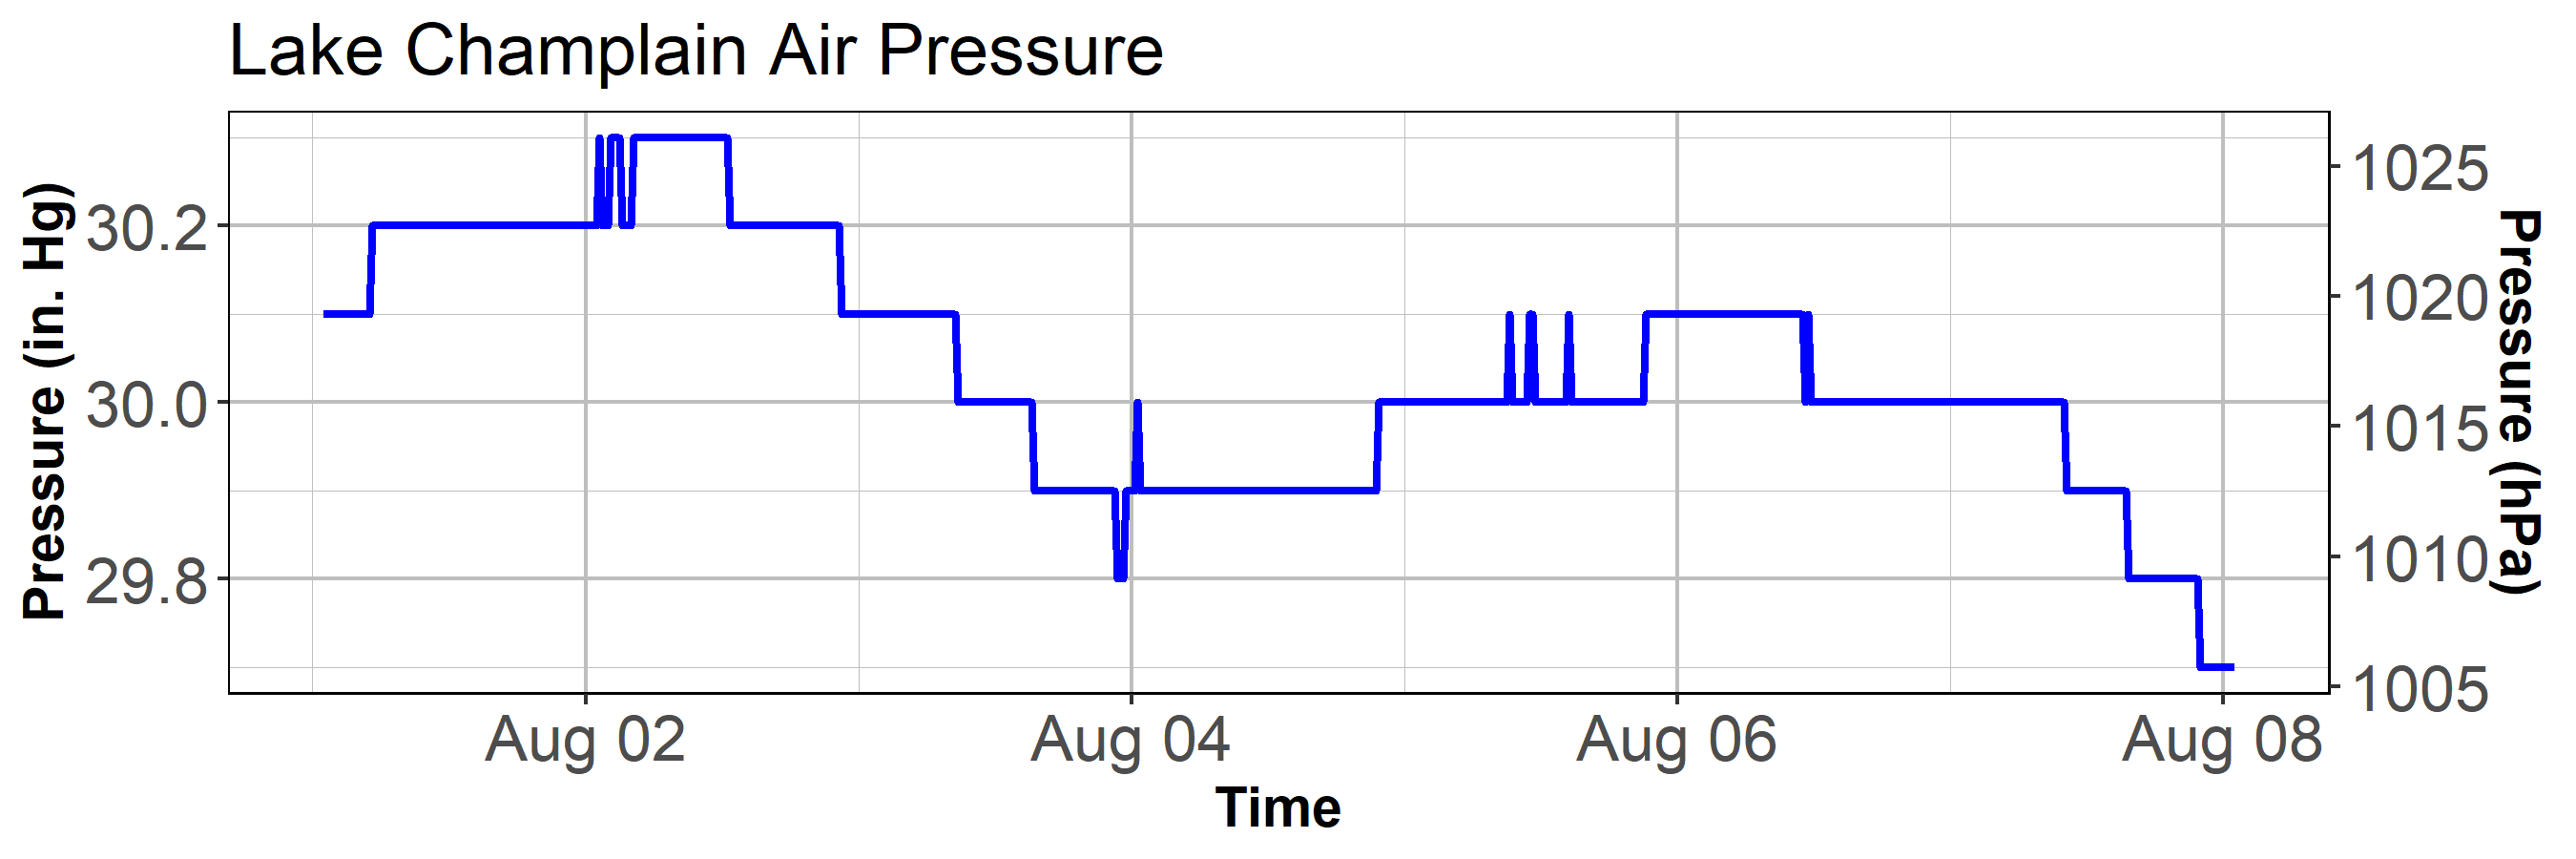 Lake Champlain Air Pressure
Pressure (in. Hg)
30.2
30.0
29.8
1025
1020
1015
1010
1005
Pressure (hPa)
Aug 02
Aug 04
Aug 06
Aug 08
Time